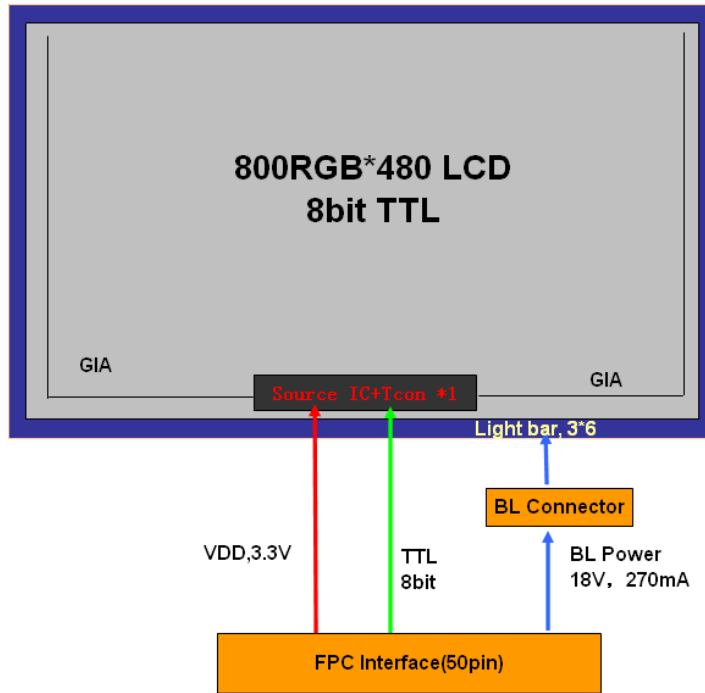 800RGB*480 LCD
8bit TTL
GIA
GIA
Source IC+Tcon *1
Light bar, 3*6
BL Connector
VDD,3.3V
TTL
8bit
BL Power
18V，270mA
FPC Interface(50pin)